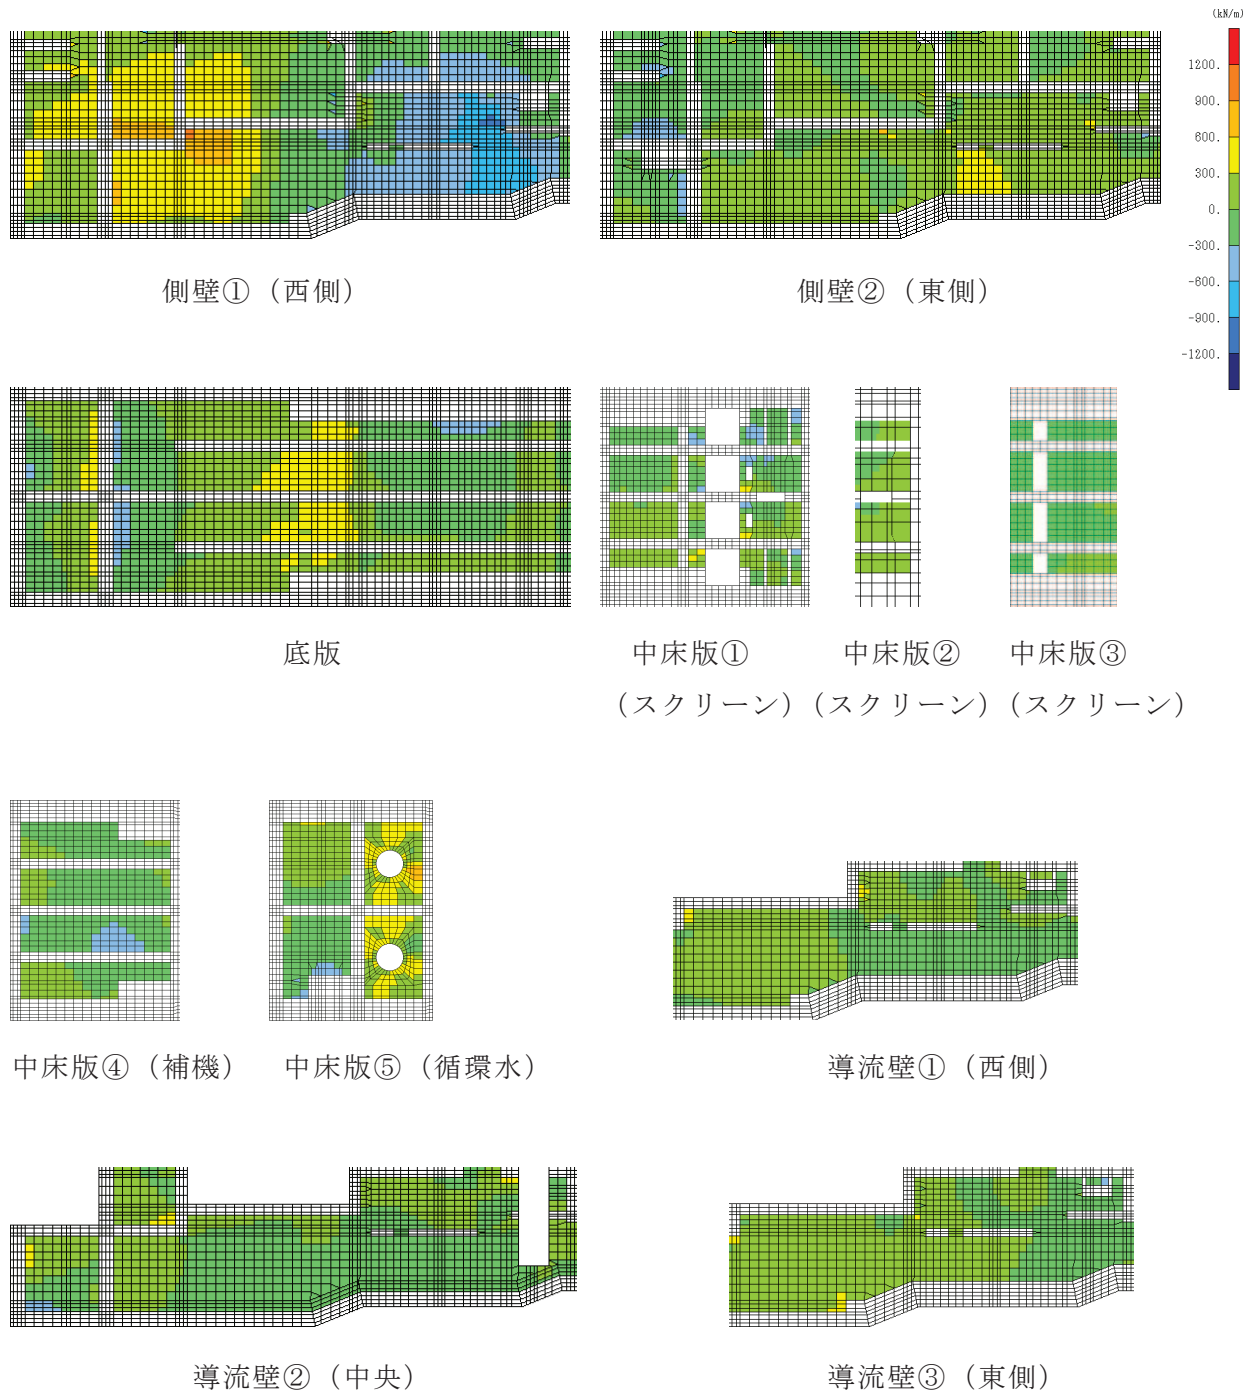 (kN/m)
1200.
900.
600.
300.
0.
-300.
-600.
-900.
-1200.
側壁①（西側）
側壁②（東側）
底版
中床版①
（スクリーン）
中床版②
（スクリーン）
中床版③
（スクリーン）
中床版④（補機）
中床版⑤（循環水）
導流壁①（西側）
導流壁②（中央）
導流壁③（東側）